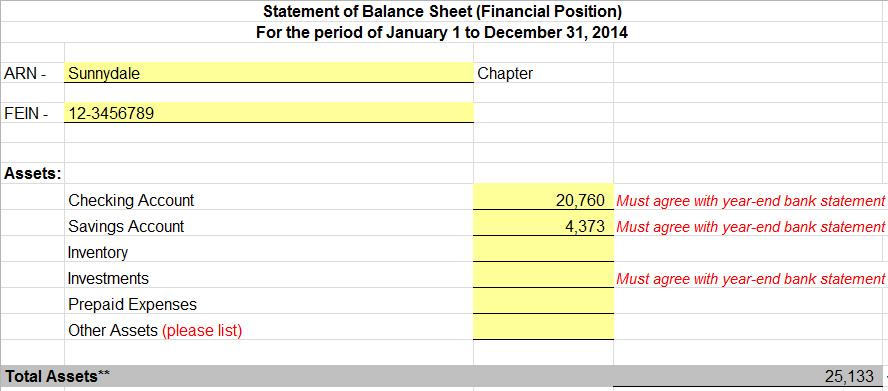 Statement of Balance Sheet (Financial Position)
For the period of January 1 to December 31, 2014
ARN - Sunnydale Chapter
FEIN - 12-3456789
Assets:
Checking Account 20,760 Must agree with year-end bank statement
Savings Account 4,373 Must agree with year-end bank statement
Inventory
Investments Must agree with year-end bank statement
Prepaid Expenses
Other Assets (please list)
Total Assets** 25,133